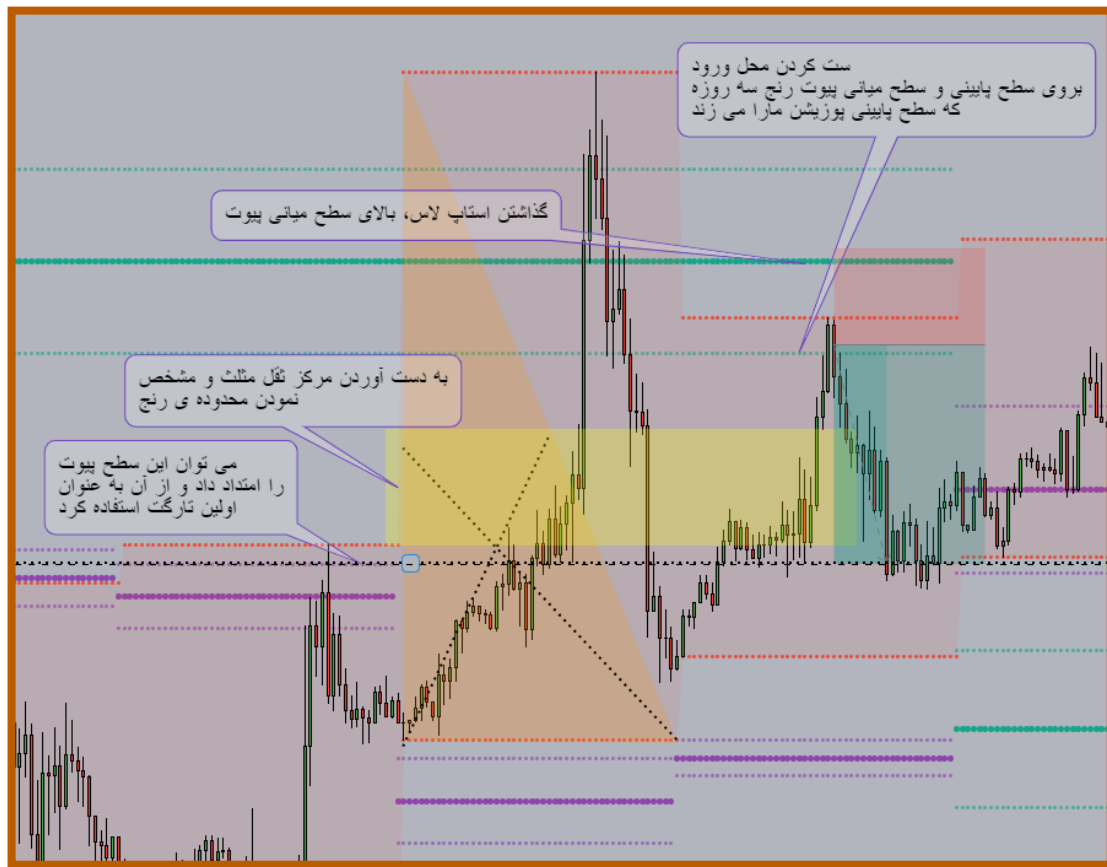 ست کردن محل ورود
بروی سطح پایینی و سطح میانی پیوت رنج سه روزه
که سطح پایینی پوزیشن مارا می زند
گذاشتن استاپ لاس، بالای سطح میانی پیوت
به دست آوردن مرکز ثقل مثلث و مشخص
نمودن محدوده ی رنج
می توان این سطح پیوت
را امتداد داد و از آن به عنوان
اولین تارگت استفاده کرد